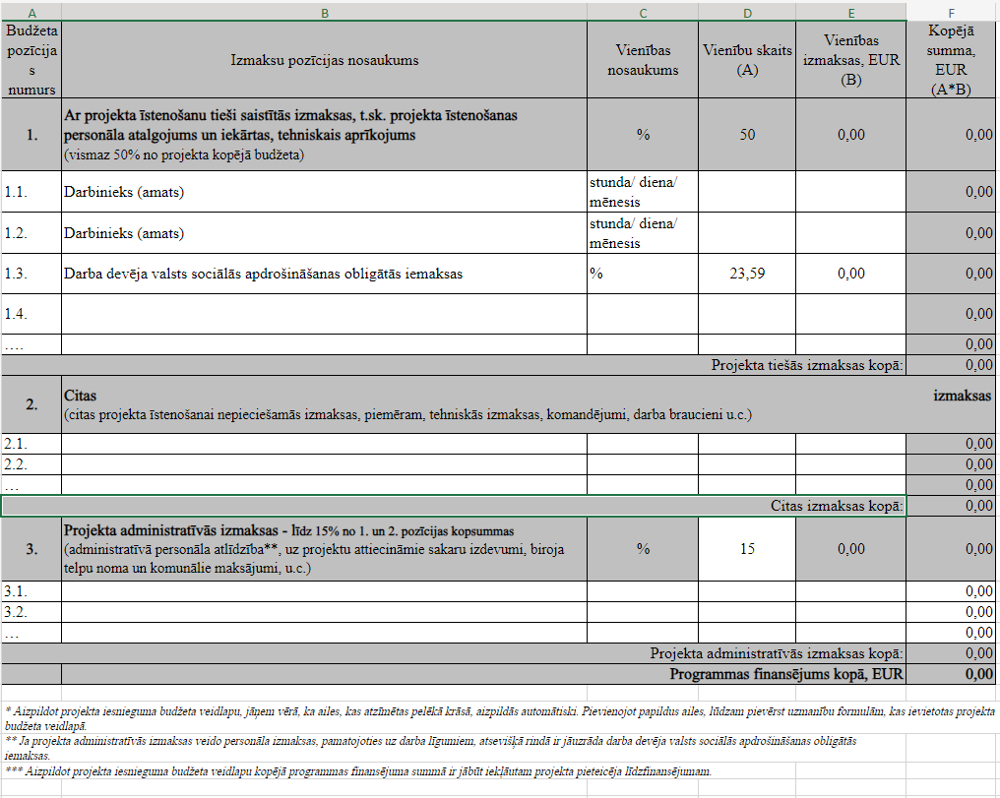 A B C D E F
Budžeta pozīcija s numurs
Izmaksu pozīcijas nosaukums
Vienības nosaukums
Vienību skaits (A)
Vienības izmaksas, EUR (B)
Kopējā summa, EUR (A*B)
1.
Ar projekta īstenošanu tieši saistītās izmaksas, t.sk. projekta īstenošanas
personāla atalgojums un iekārtas, tehniskais aprīkojums
(vismaz 50% no projekta kopējā budžeta)
% 50 0,00 0,00
1.1. Darbinieks (amats) stunda/ diena/ mēnesis 0,00
1.2. Darbinieks (amats) stunda/ diena/ mēnesis 0,00
1.3. Darba devēja valsts sociālās apdrošināšanas obligātās iemaksas % 23,59 0,00 0,00
1.4. 0,00
.... 0,00
Projekta tiešās izmaksas kopā: 0,00
2.
Citas izmaksas
(citas projekta īstenošanai nepieciešamās izmaksas, piemēram, tehniskās izmaksas, komandējumi, darba braucieni u.c.)
2.1. 0,00
2.2. 0,00
... 0,00
Citas izmaksas kopā: 0,00
3.
Projekta administratīvās izmaksas - līdz 15% no 1. un 2. pozīcijas kopsummas
(administratīvā personāla atlīdzība**, uz projektu attiecināmie sakaru izdevumi, biroja
telpu noma un komunālie maksājumi, u.c.)
% 15 0,00 0,00
3.1. 0,00
3.2. 0,00
... 0,00
Projekta administratīvās izmaksas kopā: 0,00
Programmas finansējums kopā, EUR 0,00
* Aizpildot projekta iesnieguma budžeta veidlapu, jāņem vērā, ka ailes, kas atzīmētas pelēkā krāsā, aizpildās automātiski. Pievienojot papildus ailes, lūdzam pievērst uzmanību formulām, kas ievietotas projekta
budžeta veidlapā.
** Ja projekta administratīvās izmaksas veido personāla izmaksas, pamatojoties uz darba līgumiem, atsevišķā rindā ir jāuzrāda darba devēja valsts sociālās apdrošināšanas obligātās
iemaksas.
*** Aizpildot projekta iesnieguma budžeta veidlapu kopējā programmas finansējuma summā ir jābūt iekļautam projekta pieteicēja līdzfinansējumam.